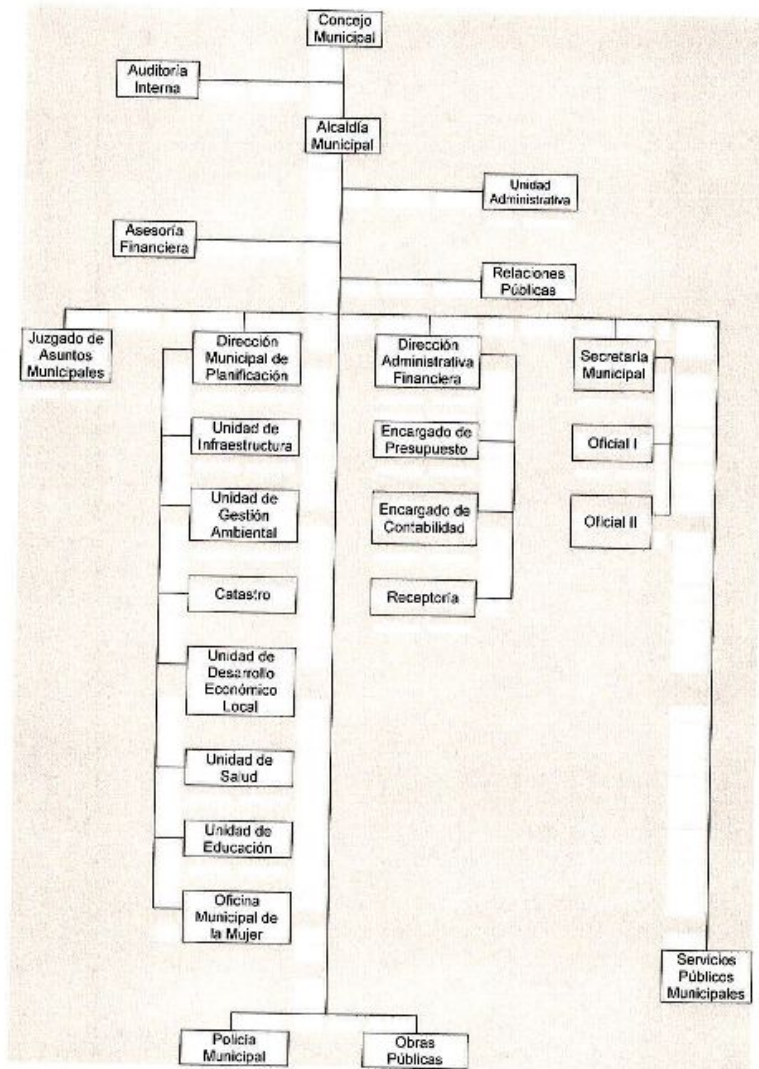 Concejo
Municipal
Auditoría
Interna
Alcaldía
Municipal
Unidad
Administrativa
Asesoría
Financiera
Relaciones
Públicas
Juzgado de
Asuntos
Municipales
Dirección
Municipal de
Planificación
Dirección
Administrativa
Financiera
Secretaria
Municipal
Unidad de
Infraestructura
Encargado de
Presupuesto
Oficial I
Unidad de
Gestión
Ambiental
Encargado de
Contabilidad
Oficial II
Catastro
Receptoría
Unidad de
Desarrollo
Económico
Local
Unidad de
Salud
Unidad de
Educación
Oficina
Municipal de
la Mujer
Servicios
Públicos
Municipales
Policía
Municipal
Obras
Públicas